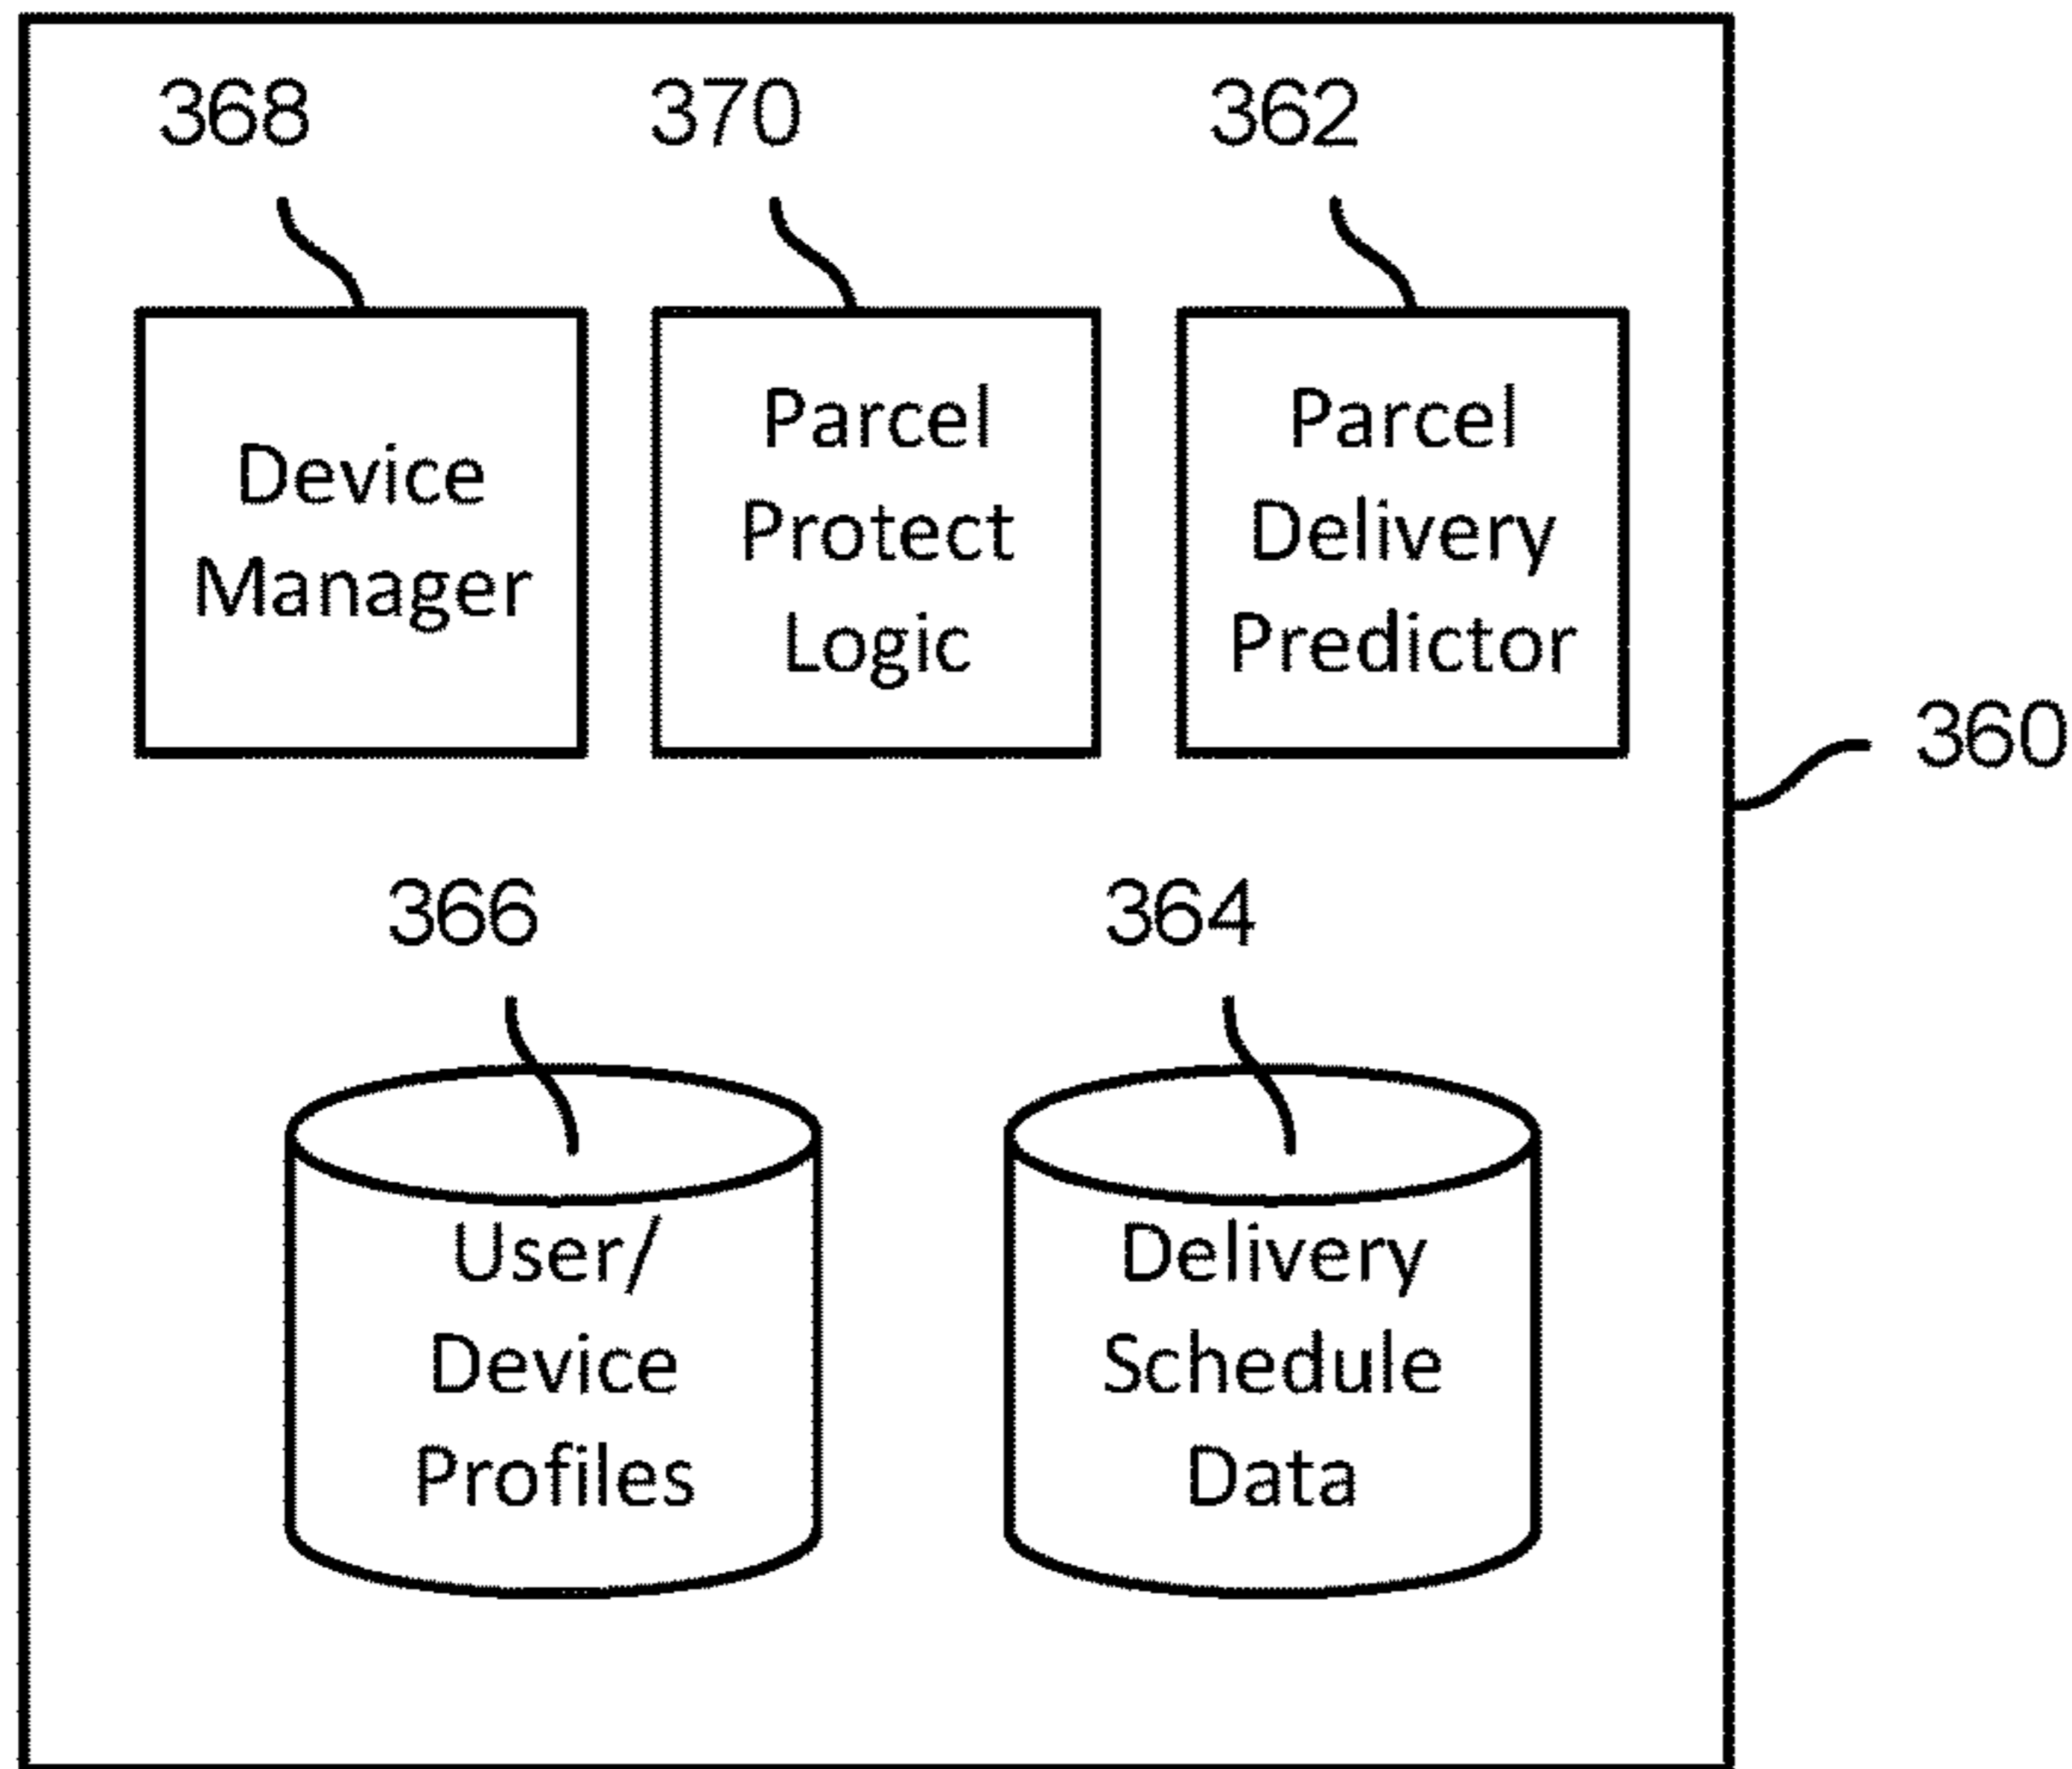 368
370
362
Device
Manager
Parcel
Protect
Logic
Parcel
Delivery
Predictor
360
366
364
User/
Device
Profiles
Delivery
Schedule
Data